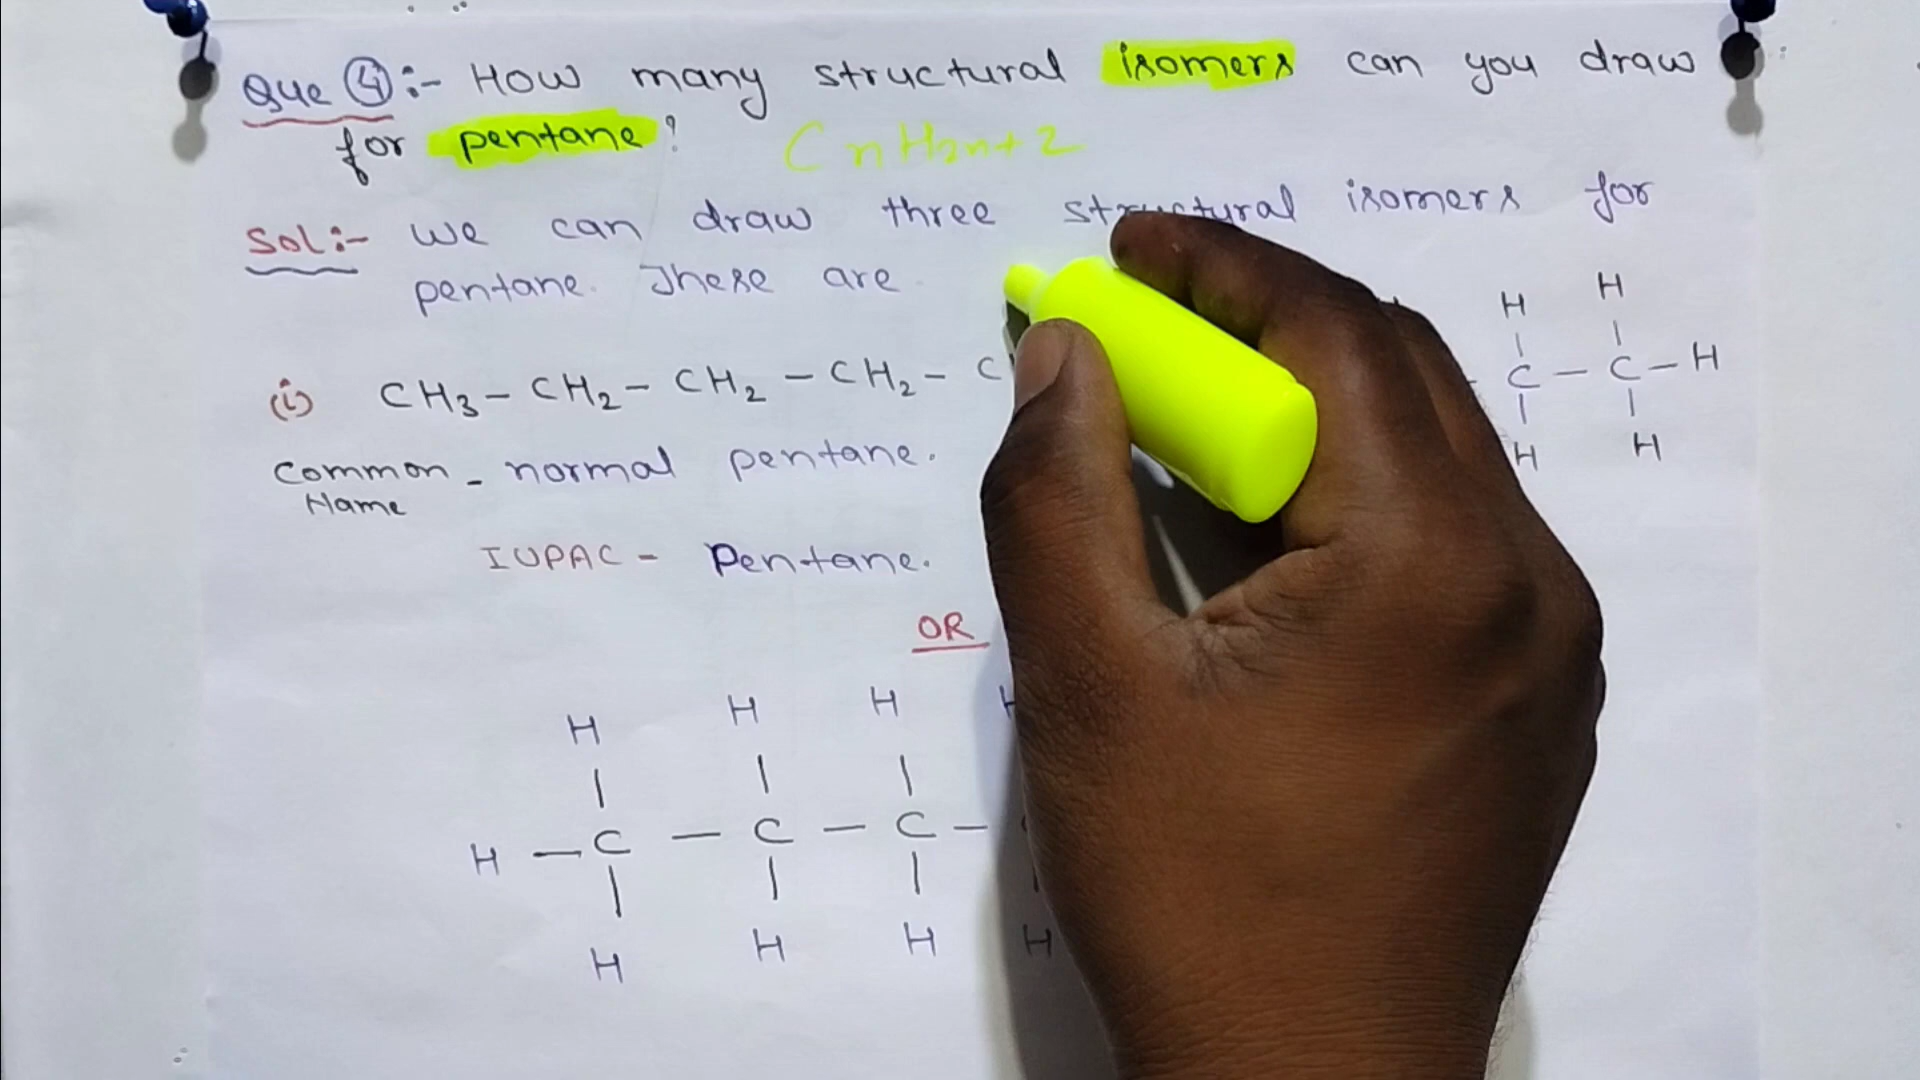 Que ④:- How many structural isomers can you draw
for pentane?
CnH2n+2
Sol:- We can draw three structural isomers for
pentane. These are
(i) CH₃ - CH₂ - CH₂ - CH₂ - C
Common Name - normal pentane.
IUPAC - Pentane.
H H
C - C - H
H H
OR
H H H H
H - C - C - C -
H H H H